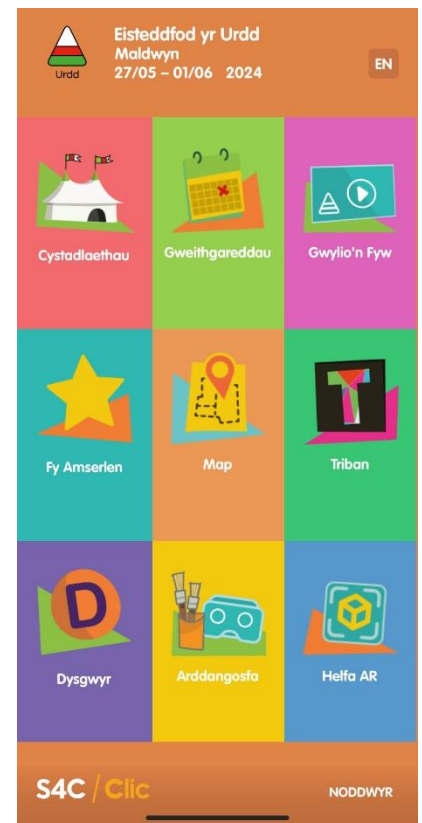 Urdd
Eisteddfod yr Urdd
Maldwyn
27/05 – 01/06 2024
EN
Cystadlaethau
Gweithgareddau
Gwylio'n Fyw
Fy Amserlen
Map
T
Triban
D
Dysgwyr
Arddangosfa
Helfa AR
S4C / Clic
NODDWYR